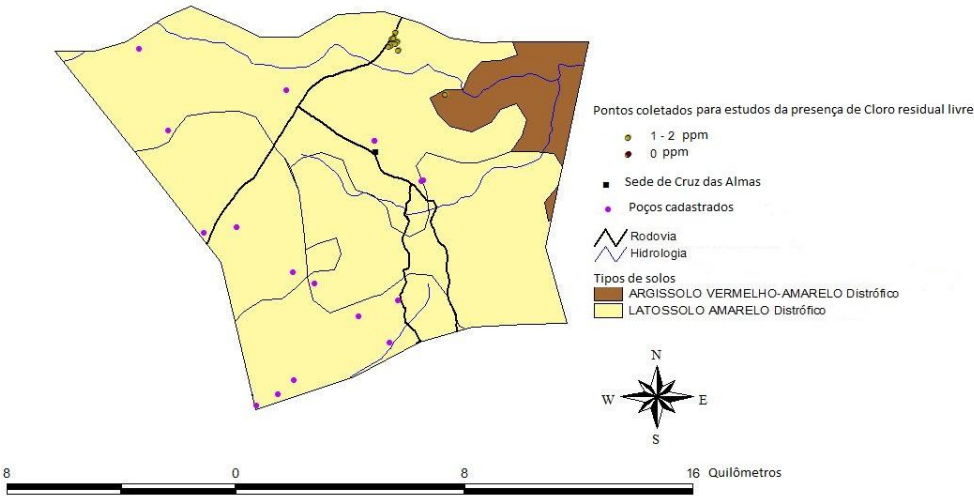 Pontos coletados para estudos da presença de Cloro residual livre
1 - 2 ppm
0 ppm
Sede de Cruz das Almas
Poços cadastrados
Rodovia
Hidrologia
Tipos de solos
ARGISSOLO VERMELHO-AMARELO Distrófico
LATOSSOLO AMARELO Distrófico
N
W E
S
8 0 8 16 Quilômetros